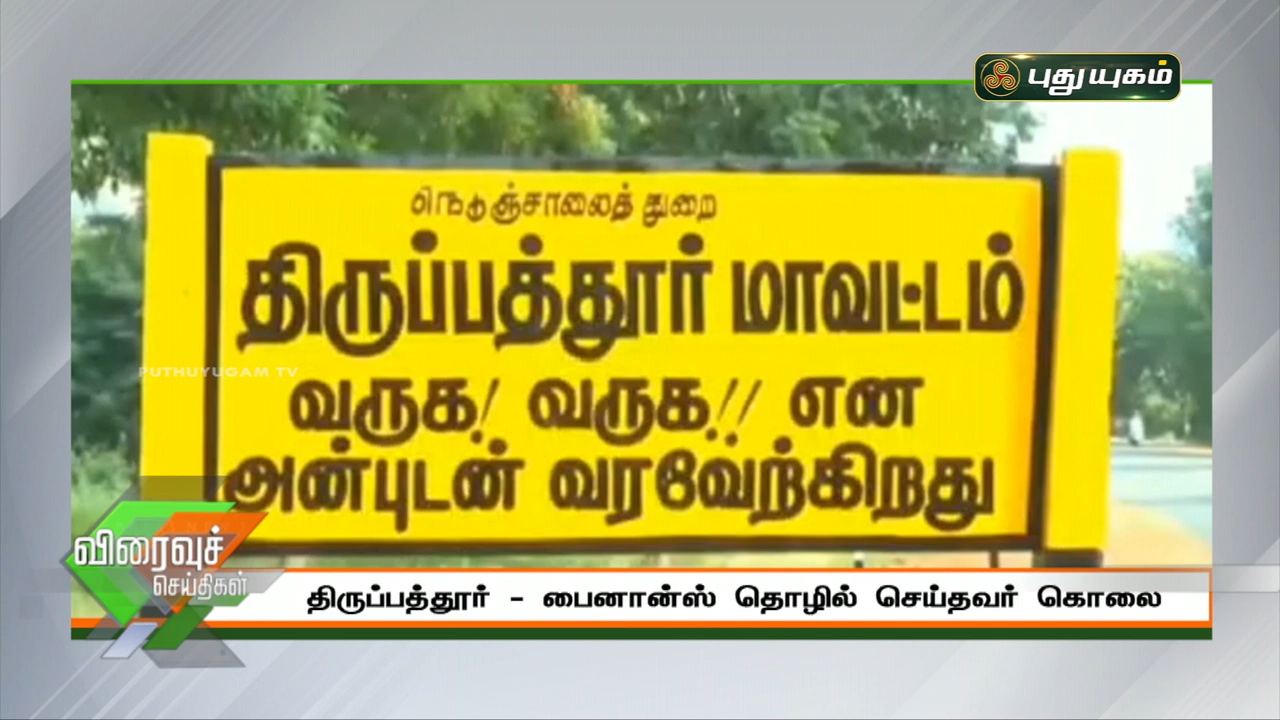 புதுயுகம்
நெடுஞ்சாலைத் துறை
திருப்பத்தூர் மாவட்டம்
வருக! வருக!! என
அன்புடன் வரவேற்கிறது
PUTHUYUGAM TV
விரைவுச்
செய்திகள்
திருப்பத்தூர் - பைனான்ஸ் தொழில் செய்தவர் கொலை